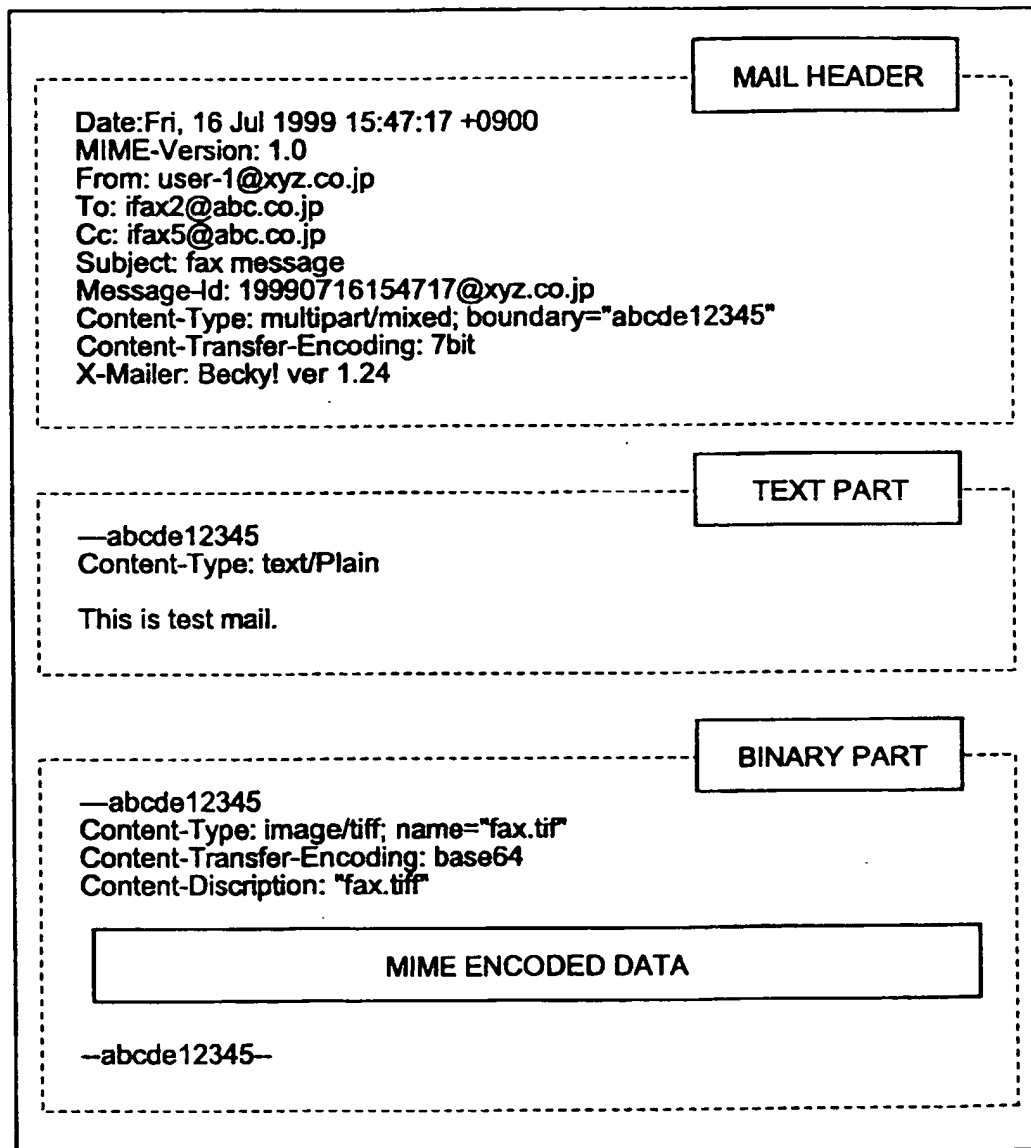 MAIL HEADER
Date:Fri, 16 Jul 1999 15:47:17 +0900
MIME-Version: 1.0
From: user-1@xyz.co.jp
To: ifax2@abc.co.jp
Cc: ifax5@abc.co.jp
Subject: fax message
Message-Id: 19990716154717@xyz.co.jp
Content-Type: multipart/mixed; boundary="abcde12345"
Content-Transfer-Encoding: 7bit
X-Mailer: Becky! ver 1.24
TEXT PART
—abcde12345
Content-Type: text/Plain
This is test mail.
BINARY PART
—abcde12345
Content-Type: image/tiff; name="fax.tif"
Content-Transfer-Encoding: base64
Content-Discription: "fax.tiff"
MIME ENCODED DATA
--abcde12345--